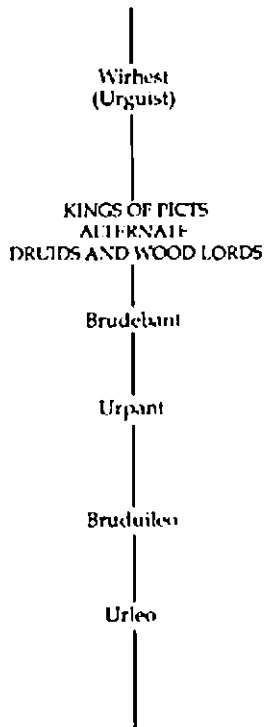 Wirhest
(Urguist)
KINGS OF PICTS
ALTERNATE
DRUIDS AND WOOD LORDS
Brudebant
Urpant
Bruduileo
Urleo